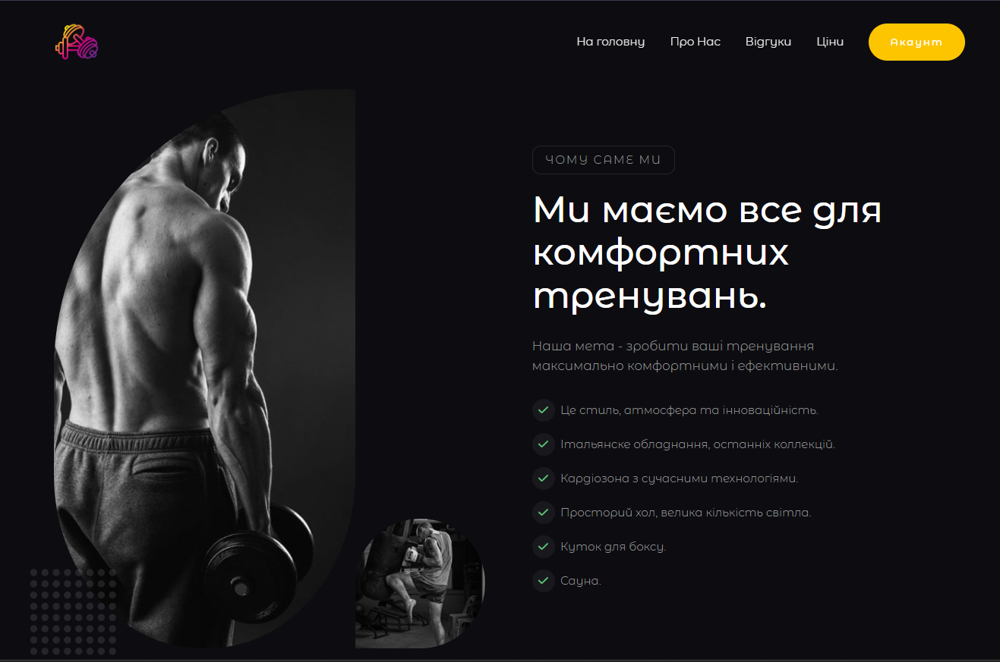 На головну
Про Нас
Відгуки
Ціни
Акаунт
ЧОМУ САМЕ МИ
Ми маємо все для
комфортних
тренувань.
Наша мета - зробити ваші тренування
максимально комфортними і ефективними.
Це стиль, атмосфера та інноваційність.
Італьянске обладнання, останніх коллекцій.
Кардіозона з сучасними технологіями.
Просторий хол, велика кількість світла.
Куток для боксу.
Сауна.